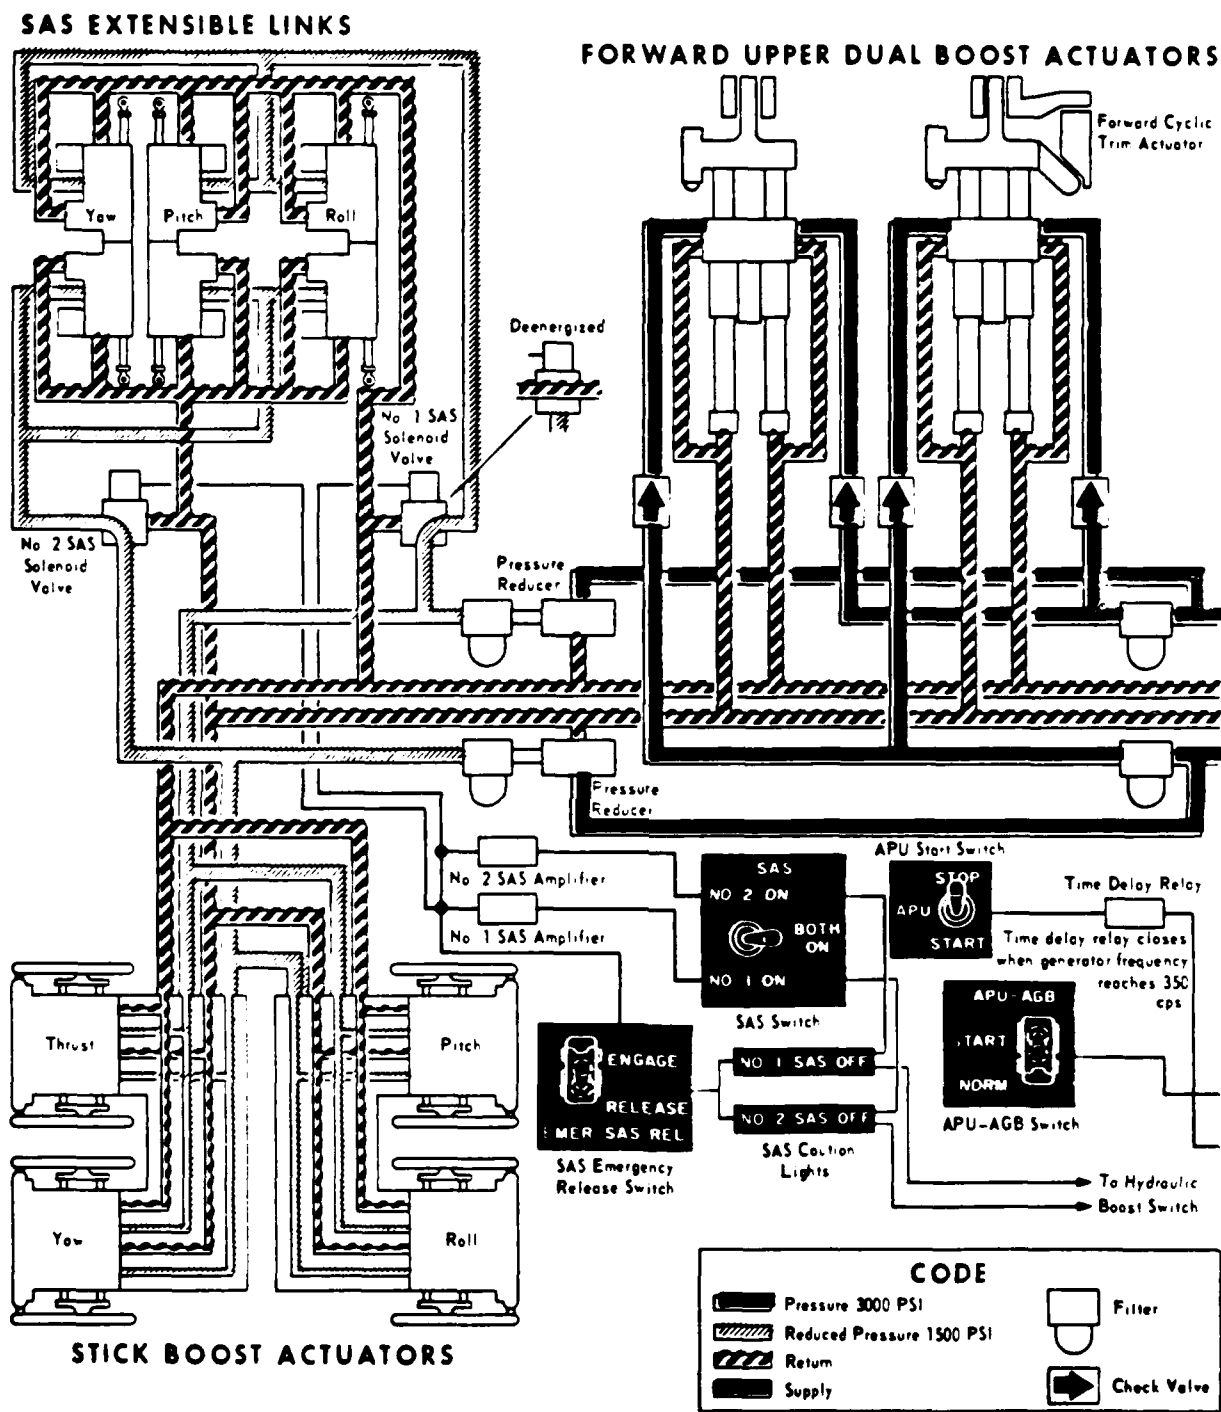 SAS EXTENSIBLE LINKS
FORWARD UPPER DUAL BOOST ACTUATORS
Forward Cyclic
Trim Actuator
Yaw
Pitch
Roll
Deenergized
No. 1 SAS
Solenoid
Valve
No. 2 SAS
Solenoid
Valve
Pressure
Reducer
Pressure
Reducer
No. 2 SAS Amplifier
No. 1 SAS Amplifier
SAS
NO 2 ON
BOTH
ON
NO 1 ON
SAS Switch
APU Start Switch
STOP
APU
START
Time Delay Relay
Time delay relay closes
when generator frequency
reaches 350
cps
APU-AGB
START
NORM
APU-AGB Switch
Thrust
Pitch
Yaw
Roll
STICK BOOST ACTUATORS
ENGAGE
RELEASE
EMER SAS REL
SAS Emergency
Release Switch
NO 1 SAS OFF
NO 2 SAS OFF
SAS Caution
Lights
To Hydraulic
Boost Switch
CODE
Pressure 3000 PSI
Reduced Pressure 1500 PSI
Return
Supply
Filter
Check Valve